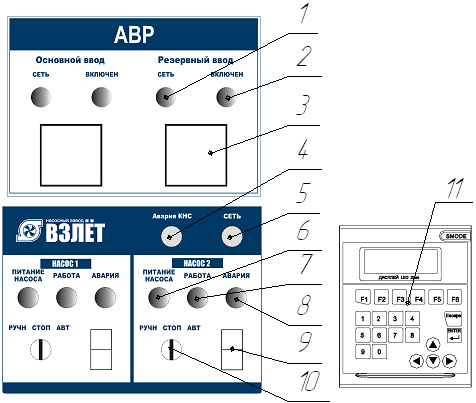 АВР
Основной ввод Резервный ввод
СЕТЬ ВКЛЮЧЕН СЕТЬ ВКЛЮЧЕН
1
2
3
4
5
6
7
8
9
10
11
НАСОСНЫЙ ЗАВОД
ВЗЛЁТ
Авария КНС СЕТЬ
НАСОС 1 НАСОС 2
ПИТАНИЕ НАСОСА РАБОТА АВАРИЯ
ПИТАНИЕ НАСОСА РАБОТА АВАРИЯ
РУЧН СТОП АВТ РУЧН СТОП АВТ
SMODE
F1 F2 F3 F4 F5 F6
1 2 3 4 Escape
5 6 7 8 ENTER
9 0